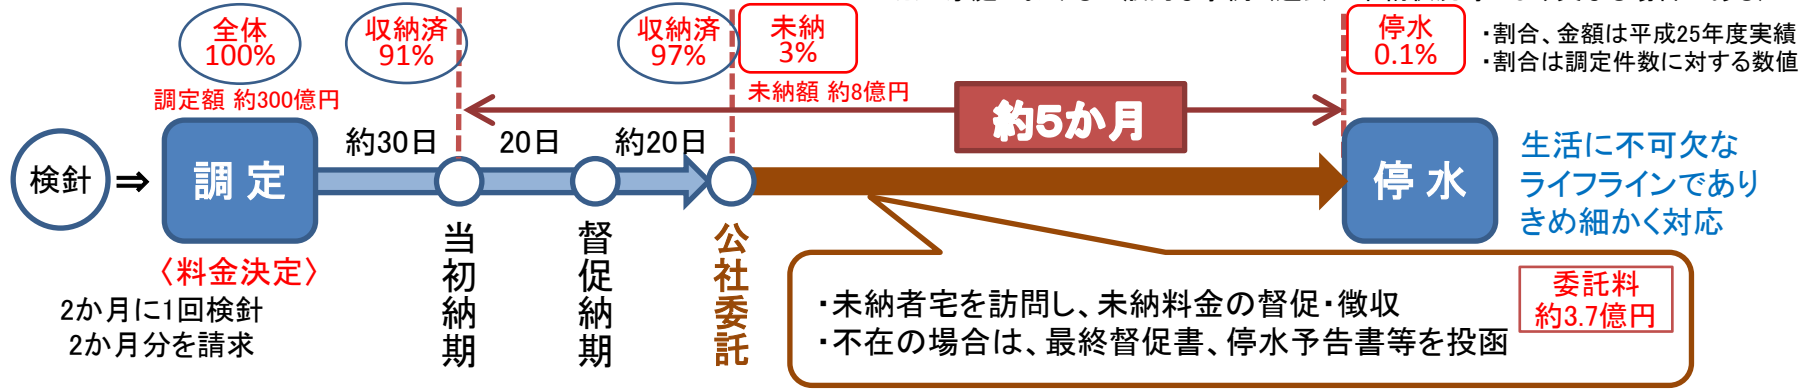 全体
100%
収納済
91%
収納済
97%
未納
3%
停水
0.1%
・割合、金額は平成25年度実績
・割合は調定件数に対する数値
調定額 約300億円
未納額 約8億円
約5か月
検針
⇒
調定
約30日
20日
約20日
停水
生活に不可欠な
ライフラインであり
きめ細かく対応
当初納期
督促納期
公社委託
〈料金決定〉
2か月に1回検針
2か月分を請求
・未納者宅を訪問し、未納料金の督促・徴収
・不在の場合は、最終督促書、停水予告書等を投函
委託料
約3.7億円